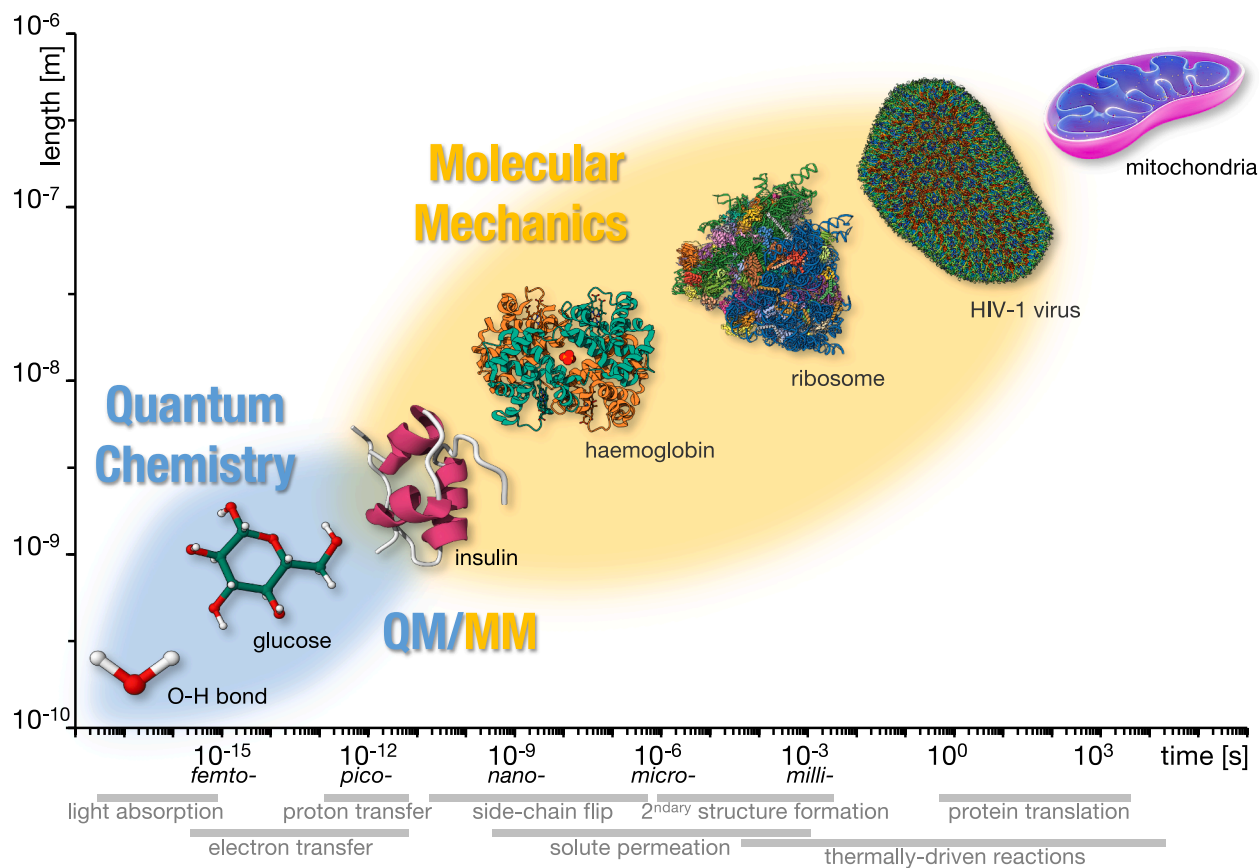 10⁻⁶
length [m]
mitochondria
Molecular
Mechanics
10⁻⁷
HIV-1 virus
ribosome
10⁻⁸
haemoglobin
Quantum
Chemistry
10⁻⁹
insulin
glucose
QM/MM
O-H bond
10⁻¹⁰
10⁻¹⁵ 10⁻¹² 10⁻⁹ 10⁻⁶ 10⁻³ 10⁰ 10³ time [s]
femto- pico- nano- micro- milli-
light absorption proton transfer side-chain flip 2ⁿᵈᵃʳʸ structure formation protein translation
electron transfer solute permeation thermally-driven reactions